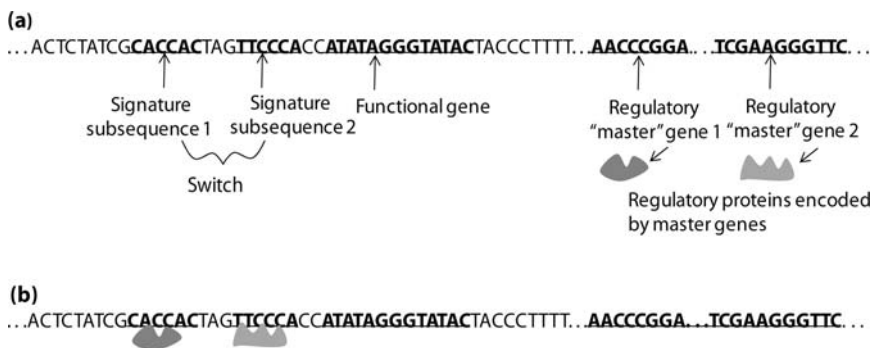 (a)
...ACTCTATCGCACCACTAGTTCCCACCATATAGGGTATACTACCCTTTT...AACCCGGA...TCGAAGGGTTC...
Signature
subsequence 1
Signature
subsequence 2
Functional gene
Regulatory
“master” gene 1
Regulatory
“master” gene 2
Switch
Regulatory proteins encoded
by master genes
(b)
...ACTCTATCGCACCACTAGTTCCCACCATATAGGGTATACTACCCTTTT...AACCCGGA...TCGAAGGGTTC...